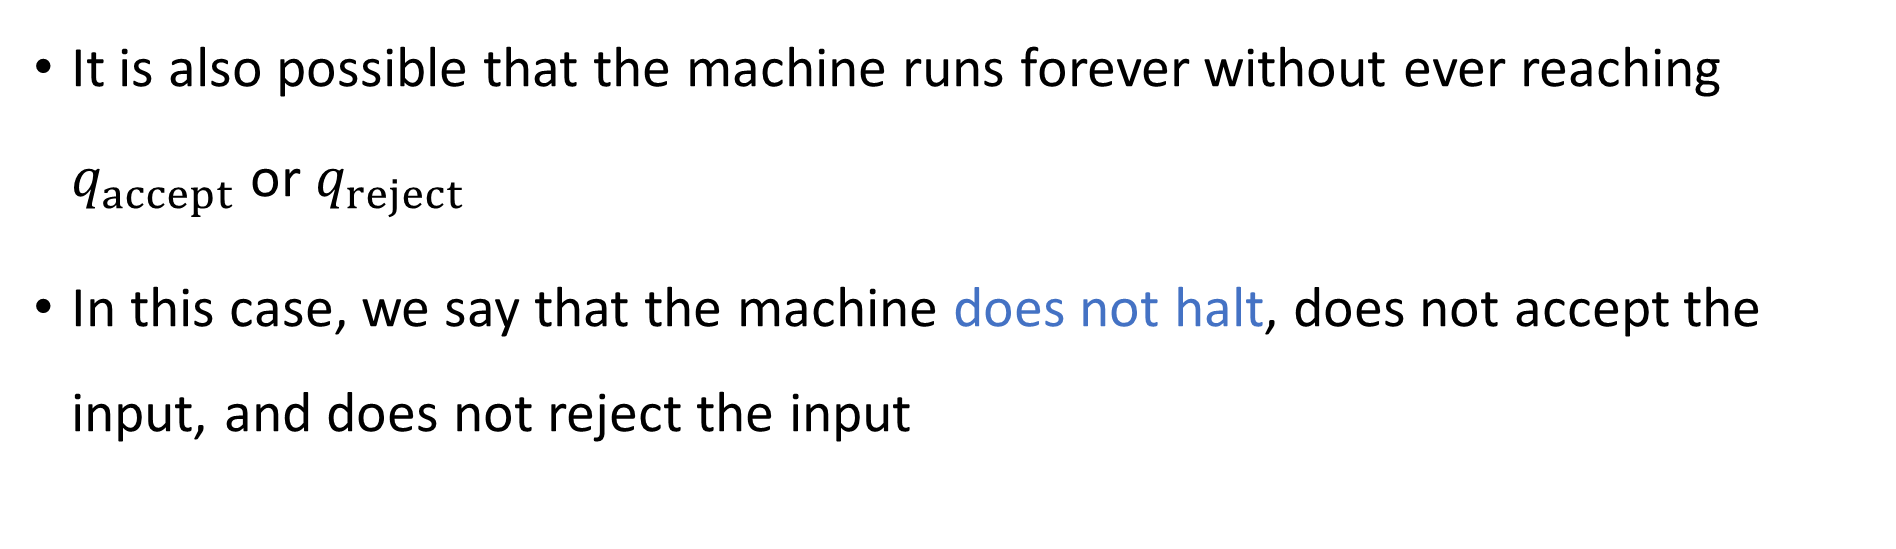 • It is also possible that the machine runs forever without ever reaching
q_accept or q_reject
• In this case, we say that the machine does not halt, does not accept the
input, and does not reject the input